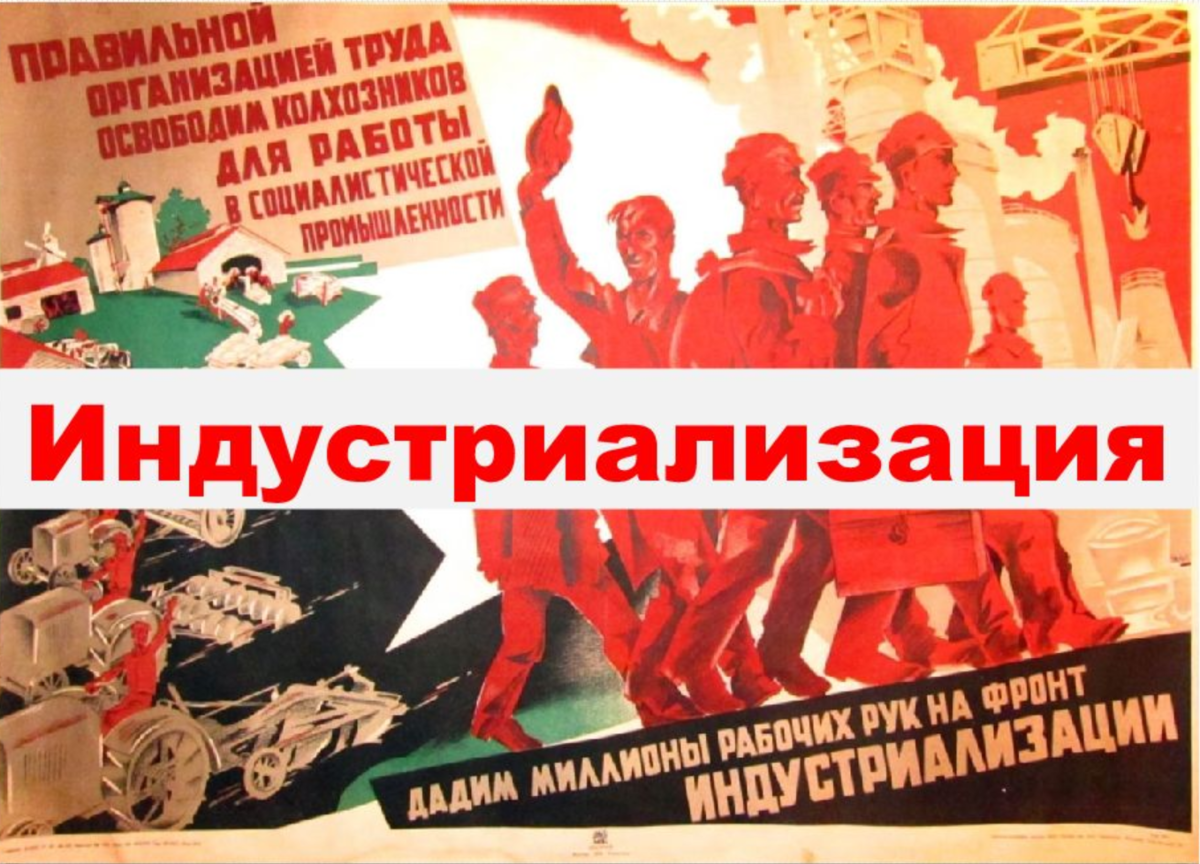 ПРАВИЛЬНОЙ
ОРГАНИЗАЦИЕЙ ТРУДА
ОСВОБОДИМ КОЛХОЗНИКОВ
ДЛЯ РАБОТЫ
В СОЦИАЛИСТИЧЕСКОЙ
ПРОМЫШЛЕННОСТИ
Индустриализация
ДАДИМ МИЛЛИОНЫ РАБОЧИХ РУК НА ФРОНТ
ИНДУСТРИАЛИЗАЦИИ